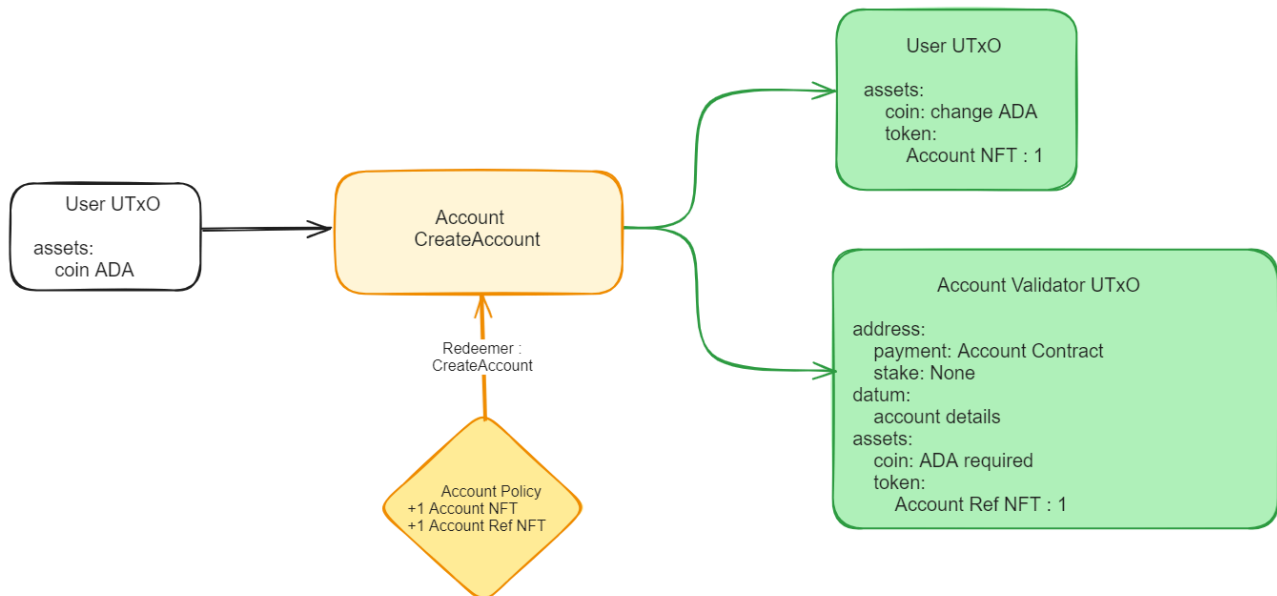 User UTxO
assets:
coin ADA
Account
CreateAccount
Redeemer :
CreateAccount
Account Policy
+1 Account NFT
+1 Account Ref NFT
User UTxO
assets:
coin: change ADA
token:
Account NFT : 1
Account Validator UTxO
address:
payment: Account Contract
stake: None
datum:
account details
assets:
coin: ADA required
token:
Account Ref NFT : 1